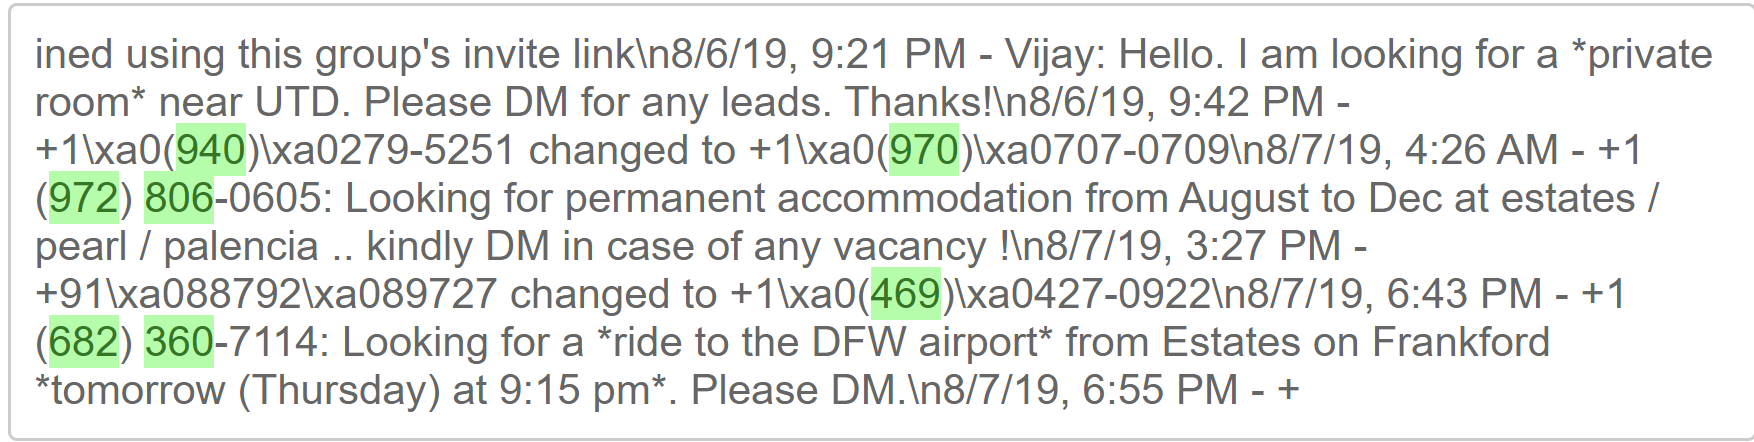 ined using this group's invite link\n8/6/19, 9:21 PM - Vijay: Hello. I am looking for a *private
room* near UTD. Please DM for any leads. Thanks!\n8/6/19, 9:42 PM -
+1\xa0(940)\xa0279-5251 changed to +1\xa0(970)\xa0707-0709\n8/7/19, 4:26 AM - +1
(972) 806-0605: Looking for permanent accommodation from August to Dec at estates /
pearl / palencia .. kindly DM in case of any vacancy !\n8/7/19, 3:27 PM -
+91\xa088792\xa089727 changed to +1\xa0(469)\xa0427-0922\n8/7/19, 6:43 PM - +1
(682) 360-7114: Looking for a *ride to the DFW airport* from Estates on Frankford
*tomorrow (Thursday) at 9:15 pm*. Please DM.\n8/7/19, 6:55 PM - +